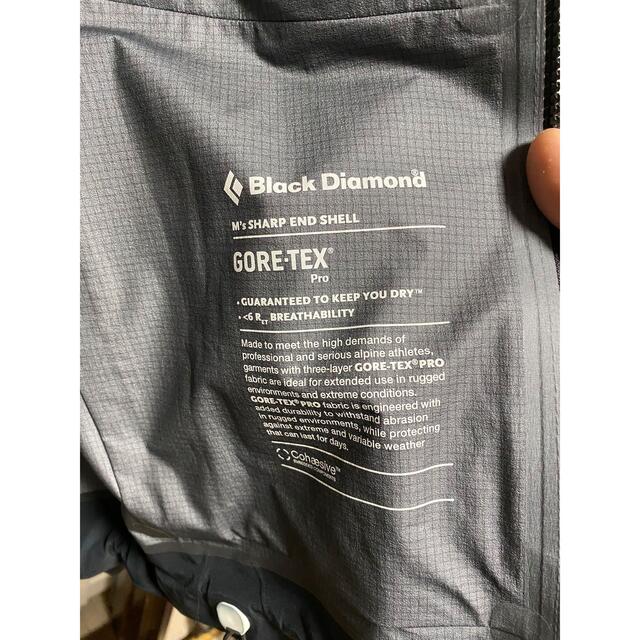 Black Diamond®
M's SHARP END SHELL
GORE-TEX®
Pro
• GUARANTEED TO KEEP YOU DRY™
• <6 RET BREATHABILITY
Made to meet the high demands of
professional and serious alpine athletes,
garments with three-layer GORE-TEX® PRO
fabric are ideal for extended use in rugged
environments and extreme conditions.
GORE-TEX® PRO fabric is engineered with
added durability to withstand abrasion
in rugged environments, while protecting
against extreme and variable weather
that can last for days.
Cohæsive™
EMBEDDED COMPONENTS